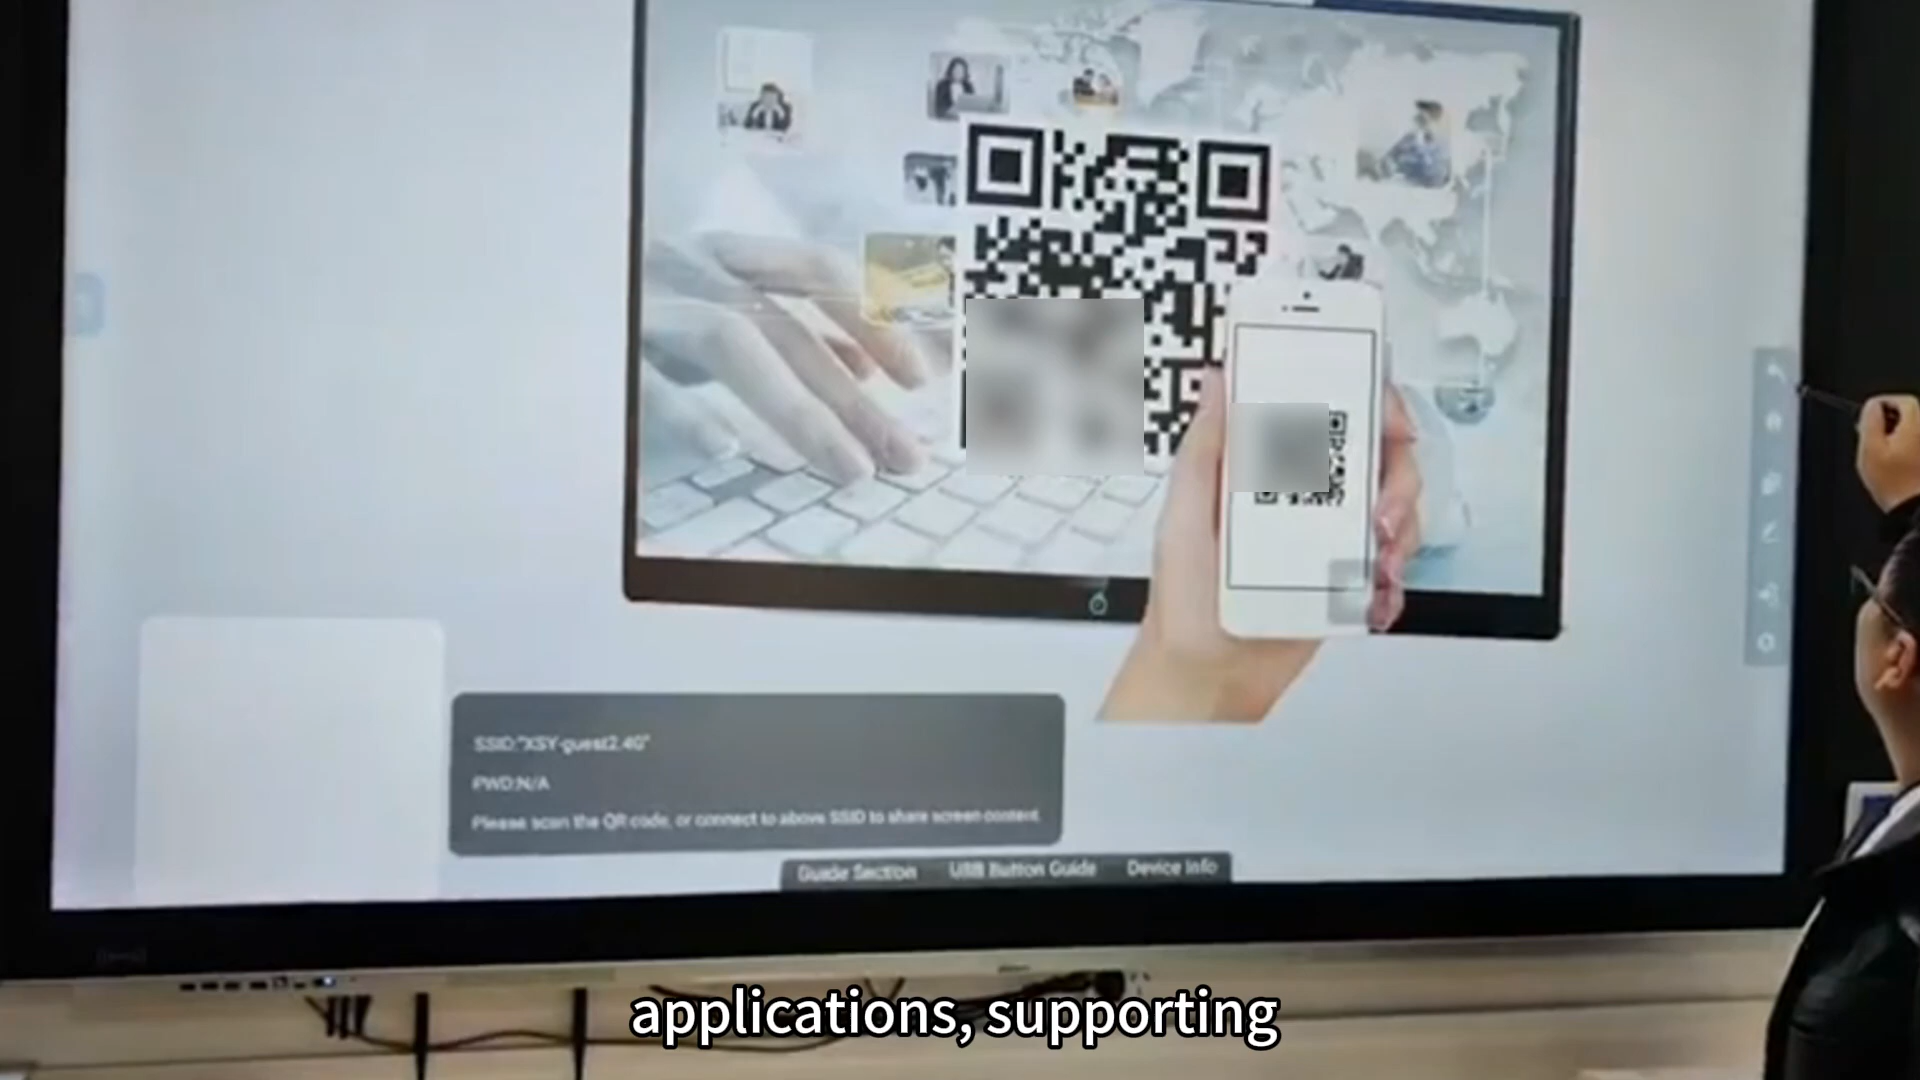 SSID:"XSY-guest2.4G"
PWD:N/A
Please scan the QR code, or connect to above SSID to share screen content.
Guide Section USB Button Guide Device Info
applications, supporting